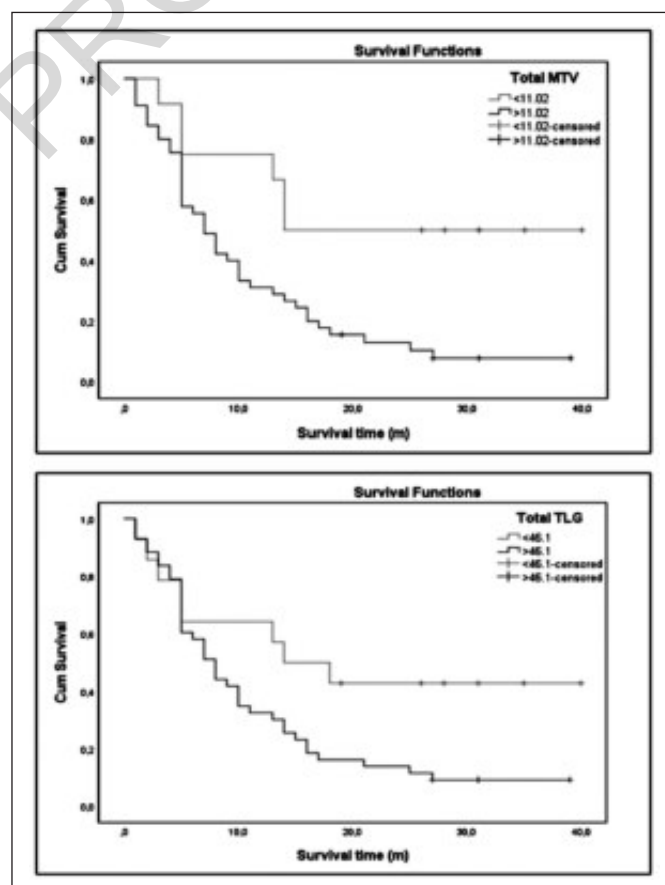 PRO
Survival Functions
Total MTV
<11.02
>11.02
<11.02-censored
>11.02-censored
1,0
0,8
0,6
0,4
0,2
0,0
Cum Survival
,0 10,0 20,0 30,0 40,0
Survival time (m)
Survival Functions
Total TLG
<45.1
>45.1
<45.1-censored
>45.1-censored
1,0
0,8
0,6
0,4
0,2
0,0
Cum Survival
,0 10,0 20,0 30,0 40,0
Survival time (m)